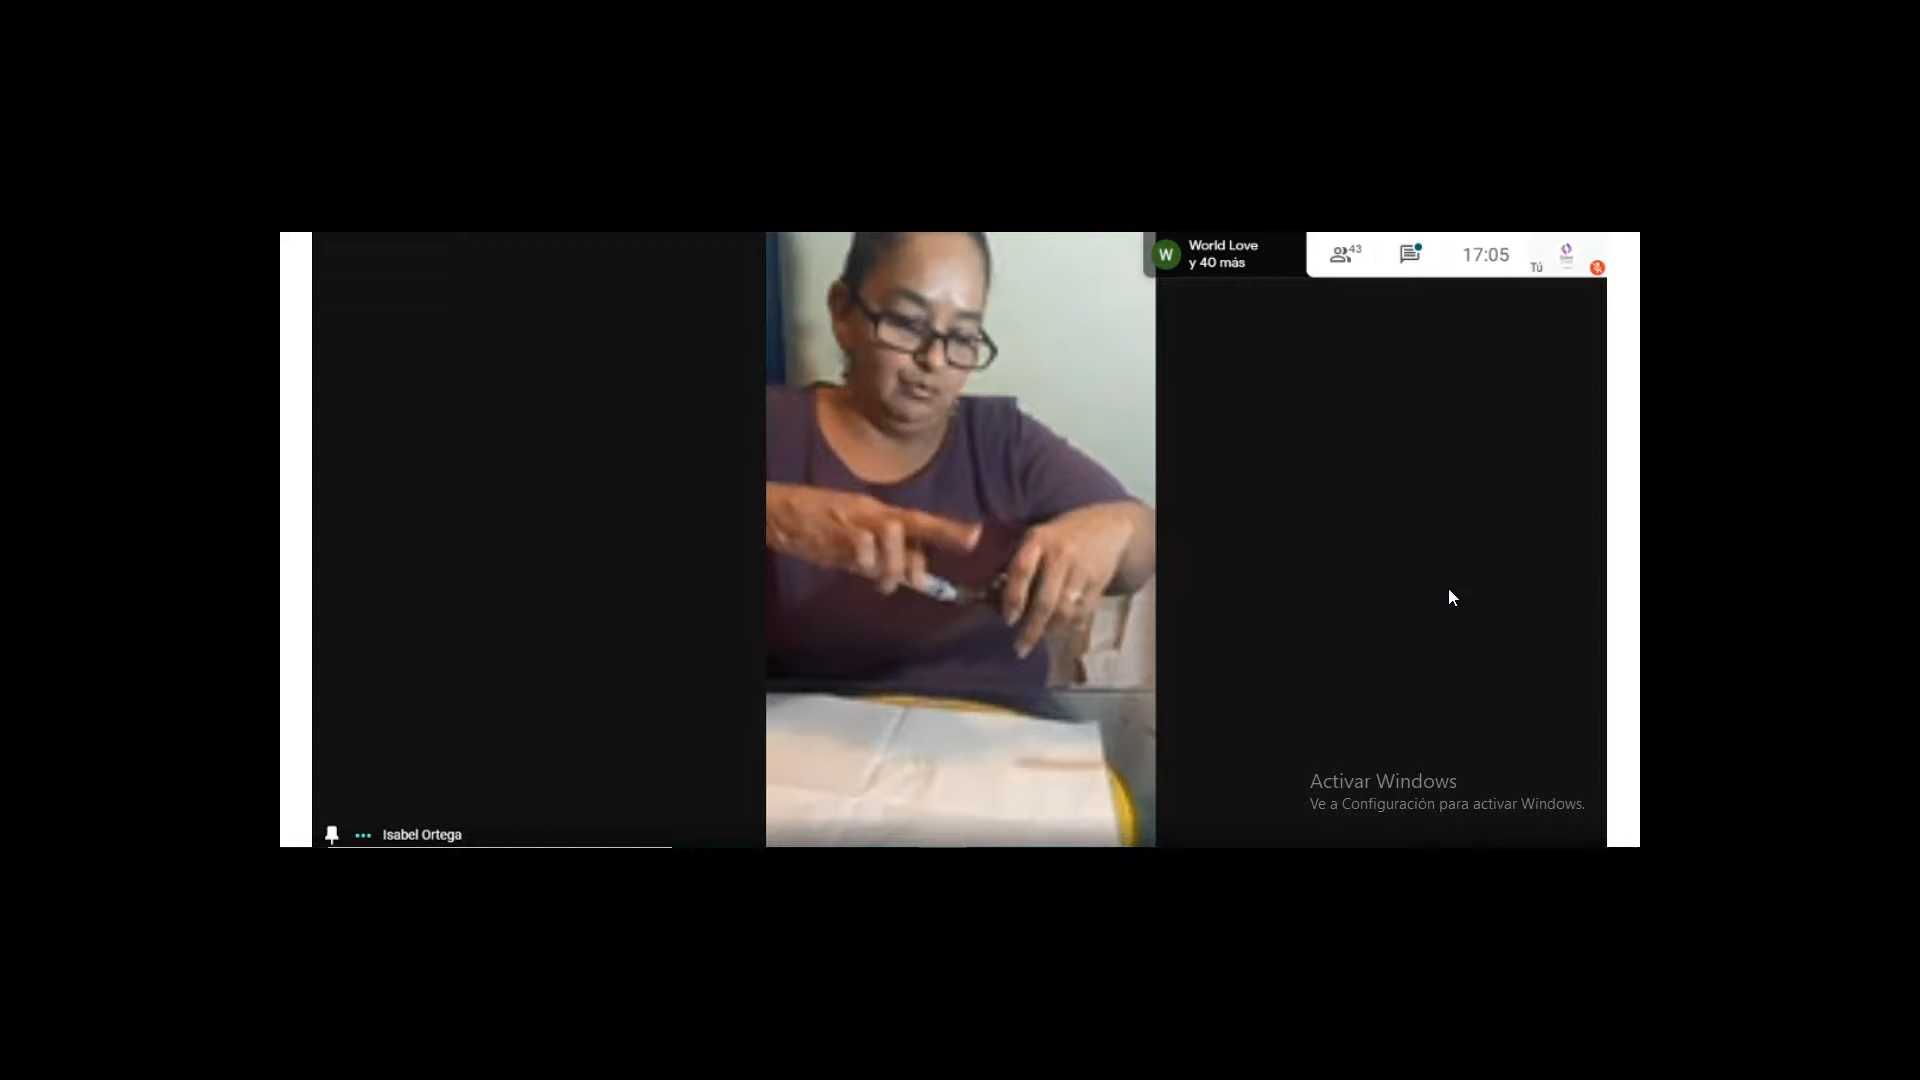 W
World Love
y 40 más
43
17:05
Tú
Activar Windows
Ve a Configuración para activar Windows.
Isabel Ortega